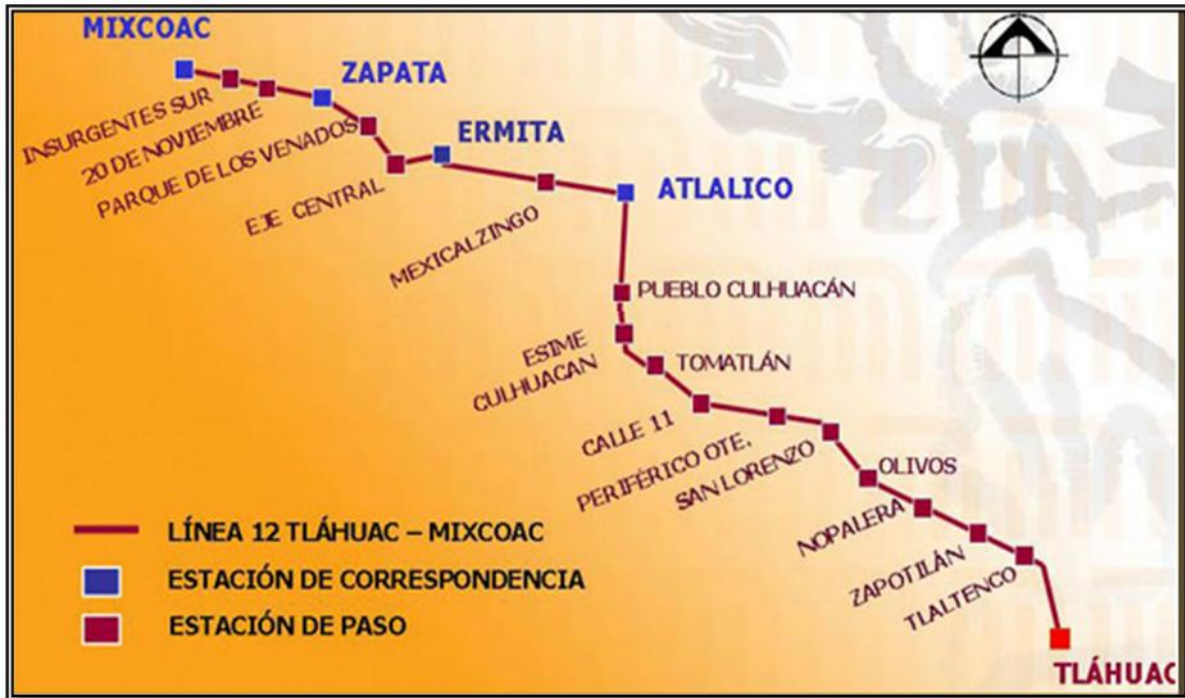 MIXCOAC
INSURGENTES SUR
20 DE NOVIEMBRE
ZAPATA
PARQUE DE LOS VENADOS
EJE CENTRAL
ERMITA
MEXICALZINGO
ATLALICO
PUEBLO CULHUACÁN
ESIME
CULHUACAN
TOMATLÁN
CALLE 11
PERIFÉRICO OTE.
SAN LORENZO
OLIVOS
NOPALERA
ZAPOTILÁN
TLALTENCO
TLÁHUAC
LÍNEA 12 TLÁHUAC – MIXCOAC
ESTACIÓN DE CORRESPONDENCIA
ESTACIÓN DE PASO